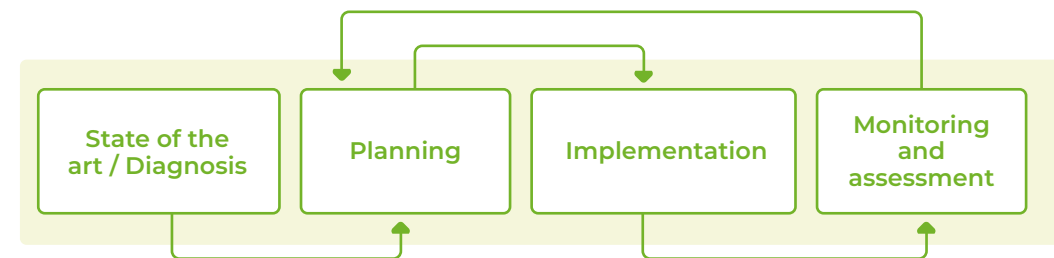 State of the
art / Diagnosis
Planning
Implementation
Monitoring
and
assessment